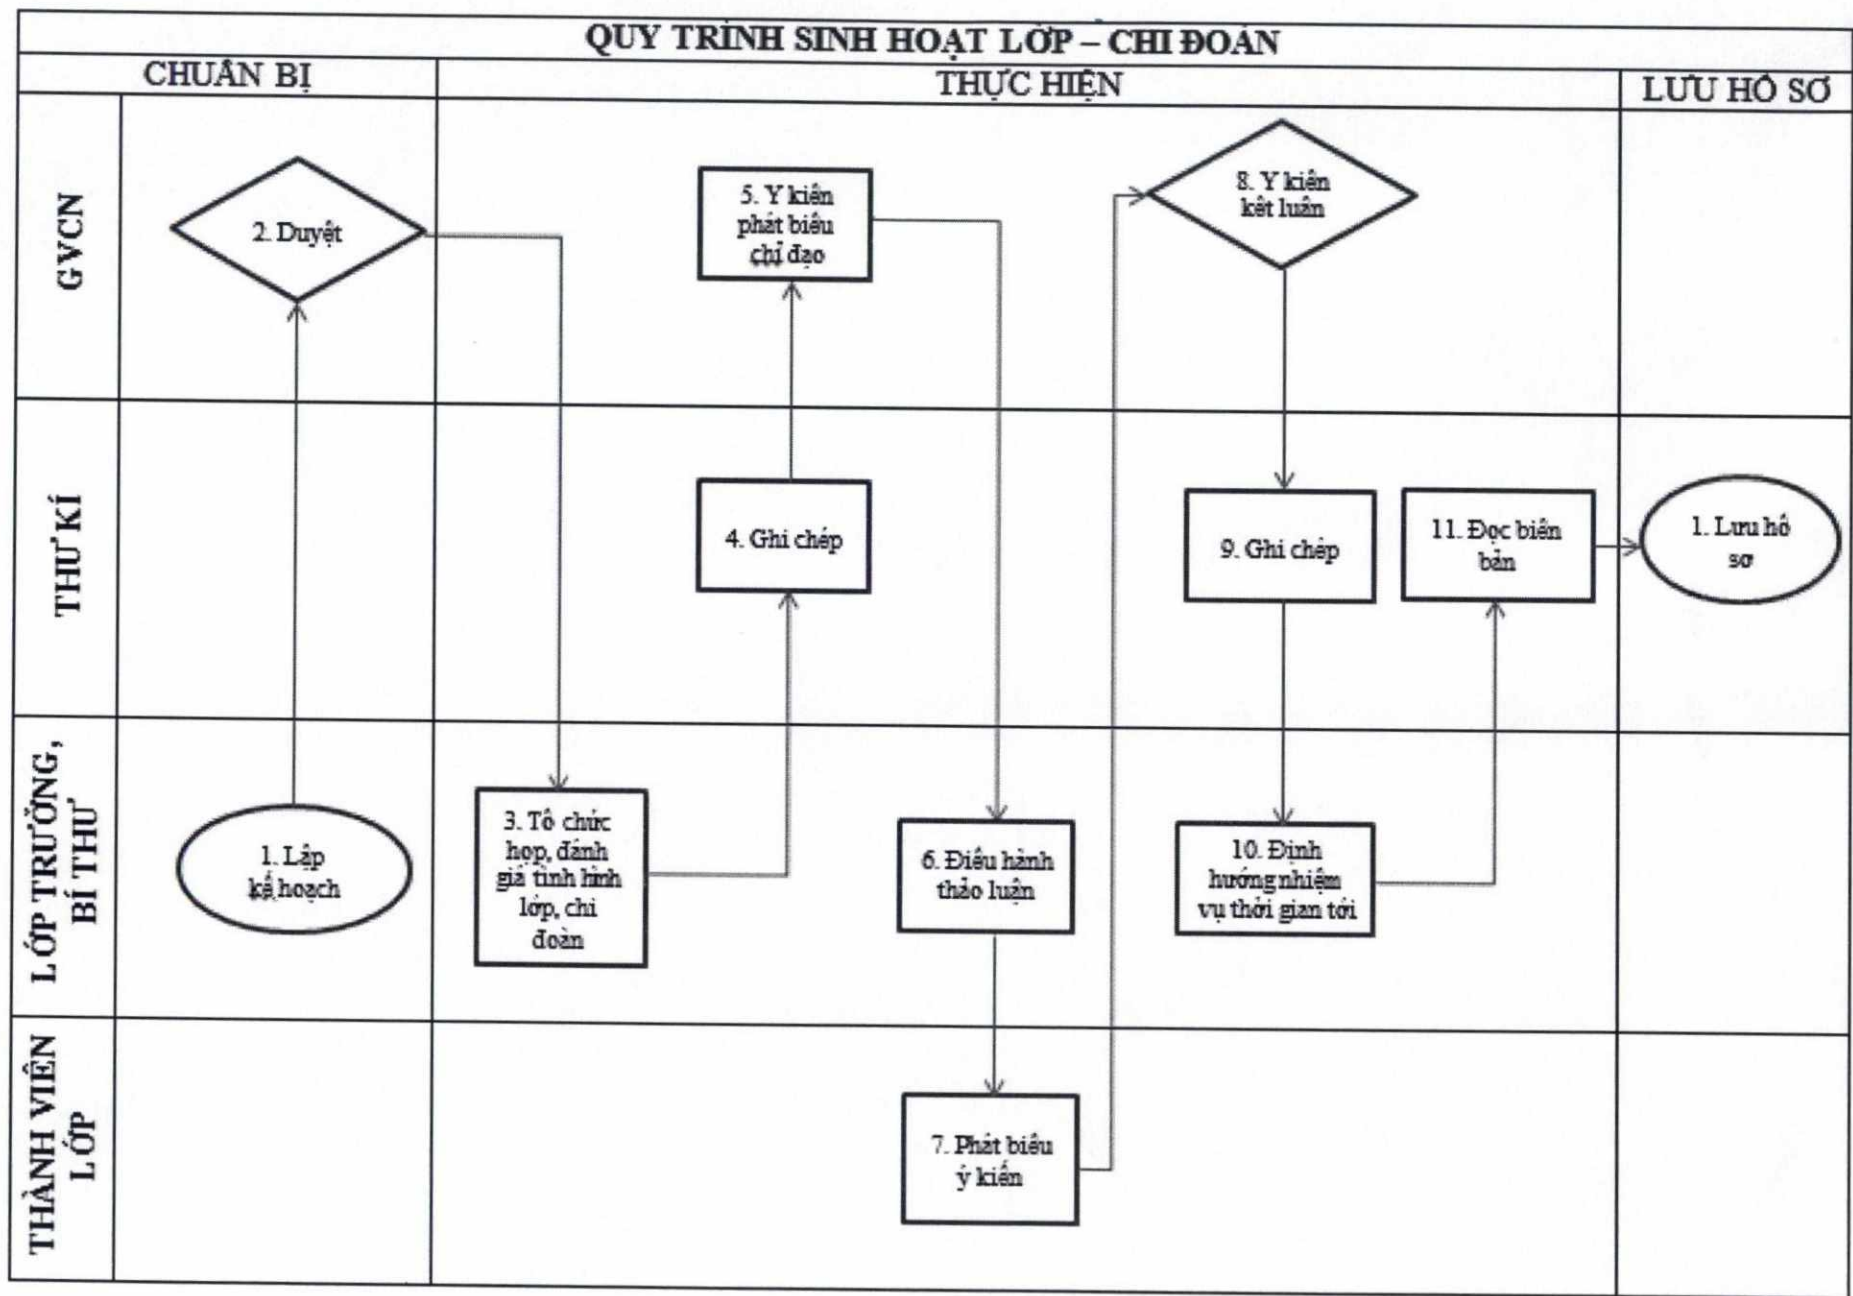 QUY TRÌNH SINH HOẠT LỚP – CHI ĐOÀN
CHUẨN BỊ
THỰC HIỆN
LƯU HỒ SƠ
GVCN
2. Duyệt
5. Ý kiến
phát biểu
chỉ đạo
8. Ý kiến
kết luận
THƯ KÍ
4. Ghi chép
9. Ghi chép
11. Đọc biên
bản
1. Lưu hồ
sơ
LỚP TRƯỞNG,
BÍ THƯ
1. Lập
kế hoạch
3. Tổ chức
họp, đánh
giá tình hình
lớp, chi
đoàn
6. Điều hành
thảo luận
10. Định
hướng nhiệm
vụ thời gian tới
THÀNH VIÊN
LỚP
7. Phát biểu
ý kiến